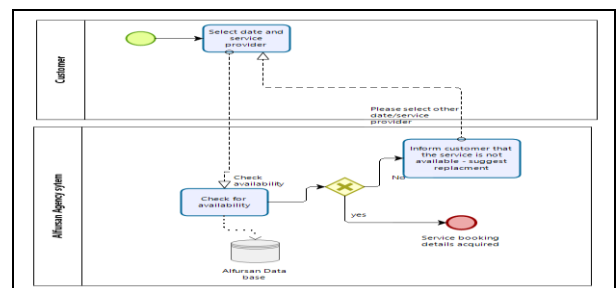 Customer
Select date and
service
provider
Please select other
date/service
provider
Alfursan Agency sytem
Check
availability
Check for
availability
Inform customer that
the service is not
available - suggest
replacment
No
yes
Service booking
details acquired
Alfursan Data
base